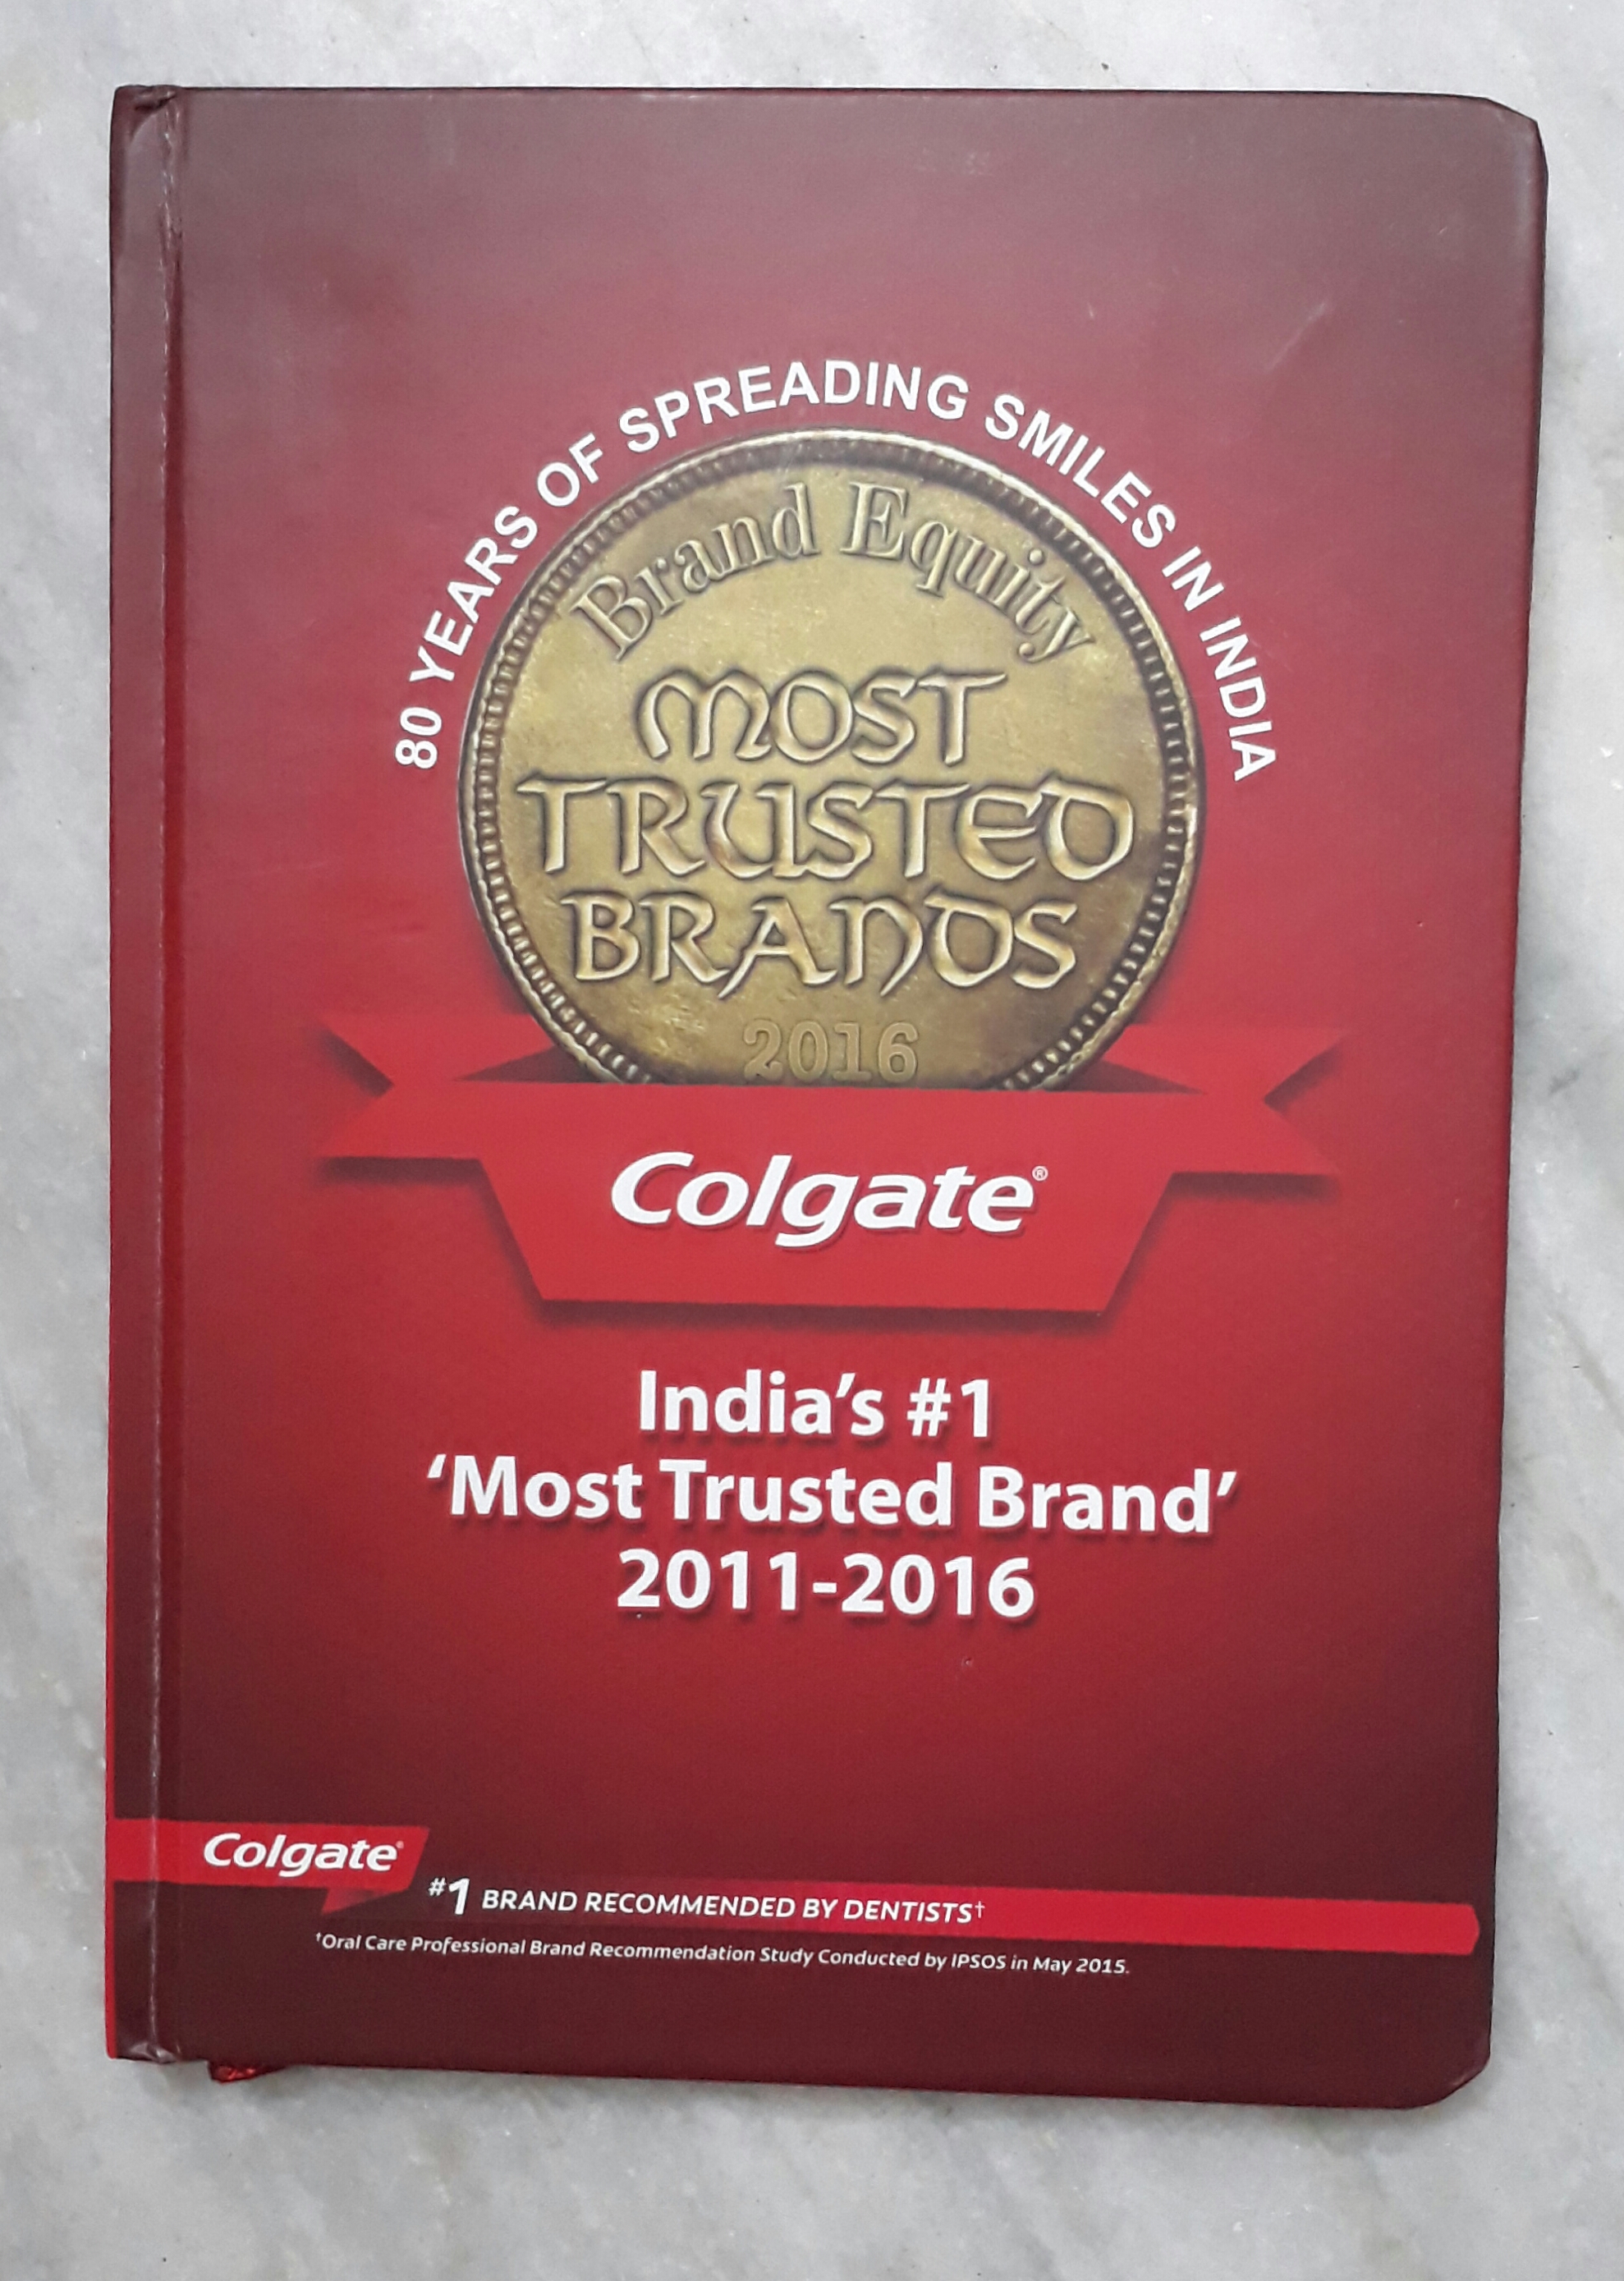 80 YEARS OF SPREADING SMILES IN INDIA
Brand Equity
MOST
TRUSTED
BRANDS
2016
Colgate®
India's #1
‘Most Trusted Brand’
2011-2016
Colgate®
#1 BRAND RECOMMENDED BY DENTISTS†
†Oral Care Professional Brand Recommendation Study Conducted by IPSOS in May 2015.